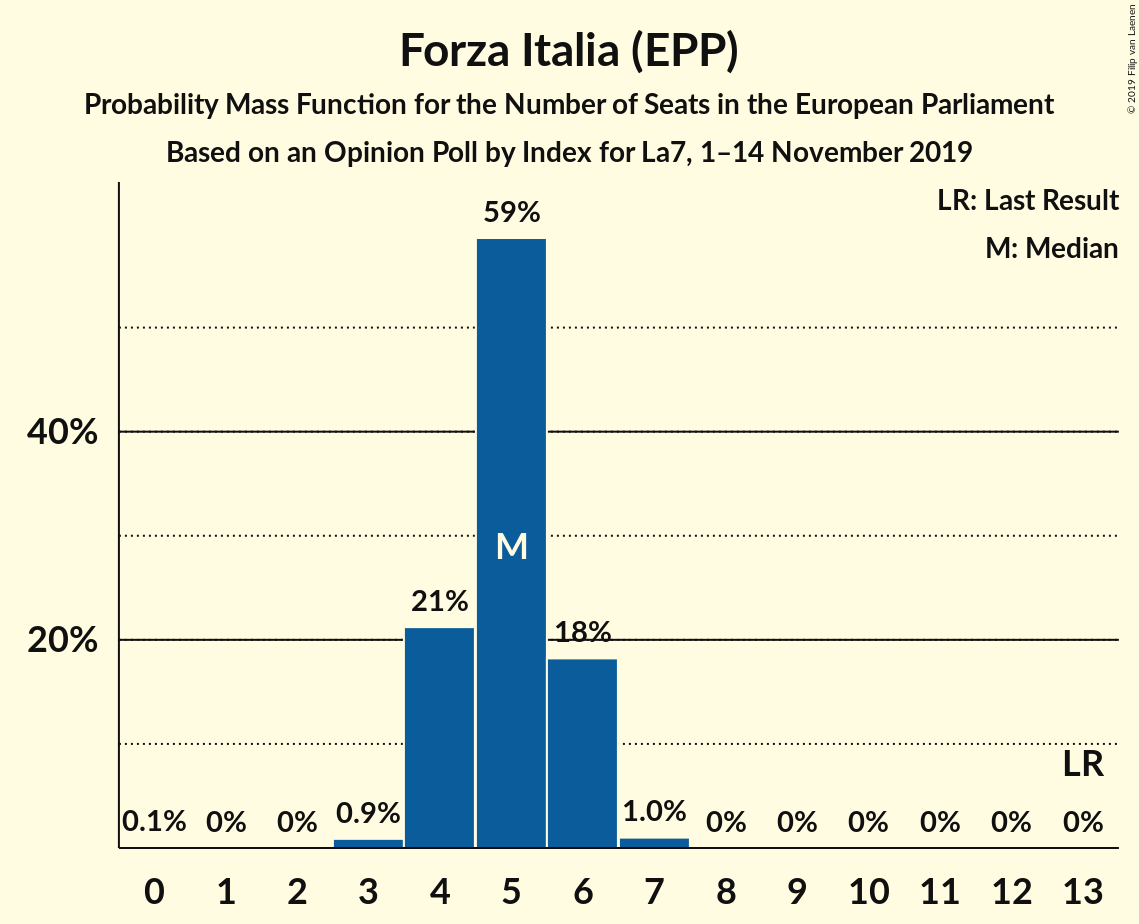 Forza Italia (EPP)
Probability Mass Function for the Number of Seats in the European Parliament
Based on an Opinion Poll by Index for La7, 1–14 November 2019
© 2019 Filip van Laenen
LR: Last Result
M: Median
59%
40%
M
21%
18%
20%
LR
0.1% 0% 0% 0.9% 1.0% 0% 0% 0% 0% 0% 0%
0 1 2 3 4 5 6 7 8 9 10 11 12 13